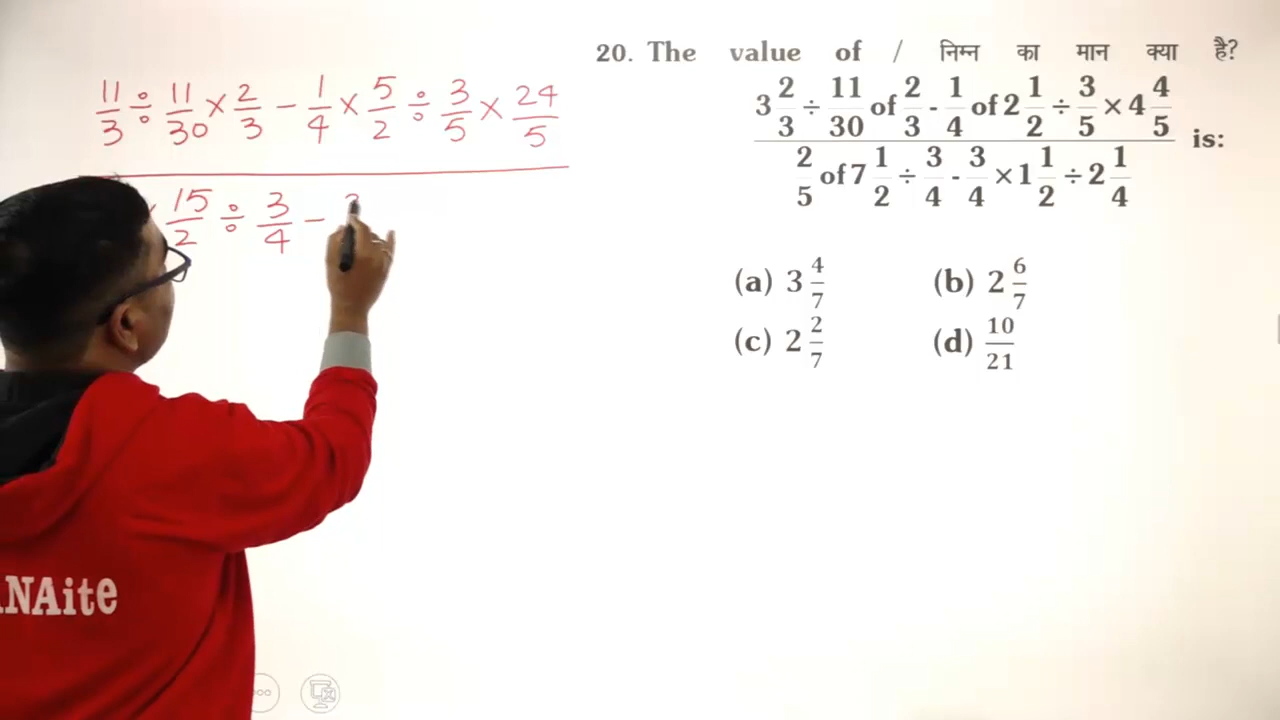 11/3 ÷ 11/30 × 2/3 - 1/4 × 5/2 ÷ 3/5 × 24/5
15/2 ÷ 3/4 -
20. The value of / निम्न का मान क्या है?
3 2/3 ÷ 11/30 of 2/3 - 1/4 of 2 1/2 ÷ 3/5 × 4 4/5
is:
2/5 of 7 1/2 ÷ 3/4 - 3/4 × 1 1/2 ÷ 2 1/4
(a) 3 4/7 (b) 2 6/7
(c) 2 2/7 (d) 10/21
NAite